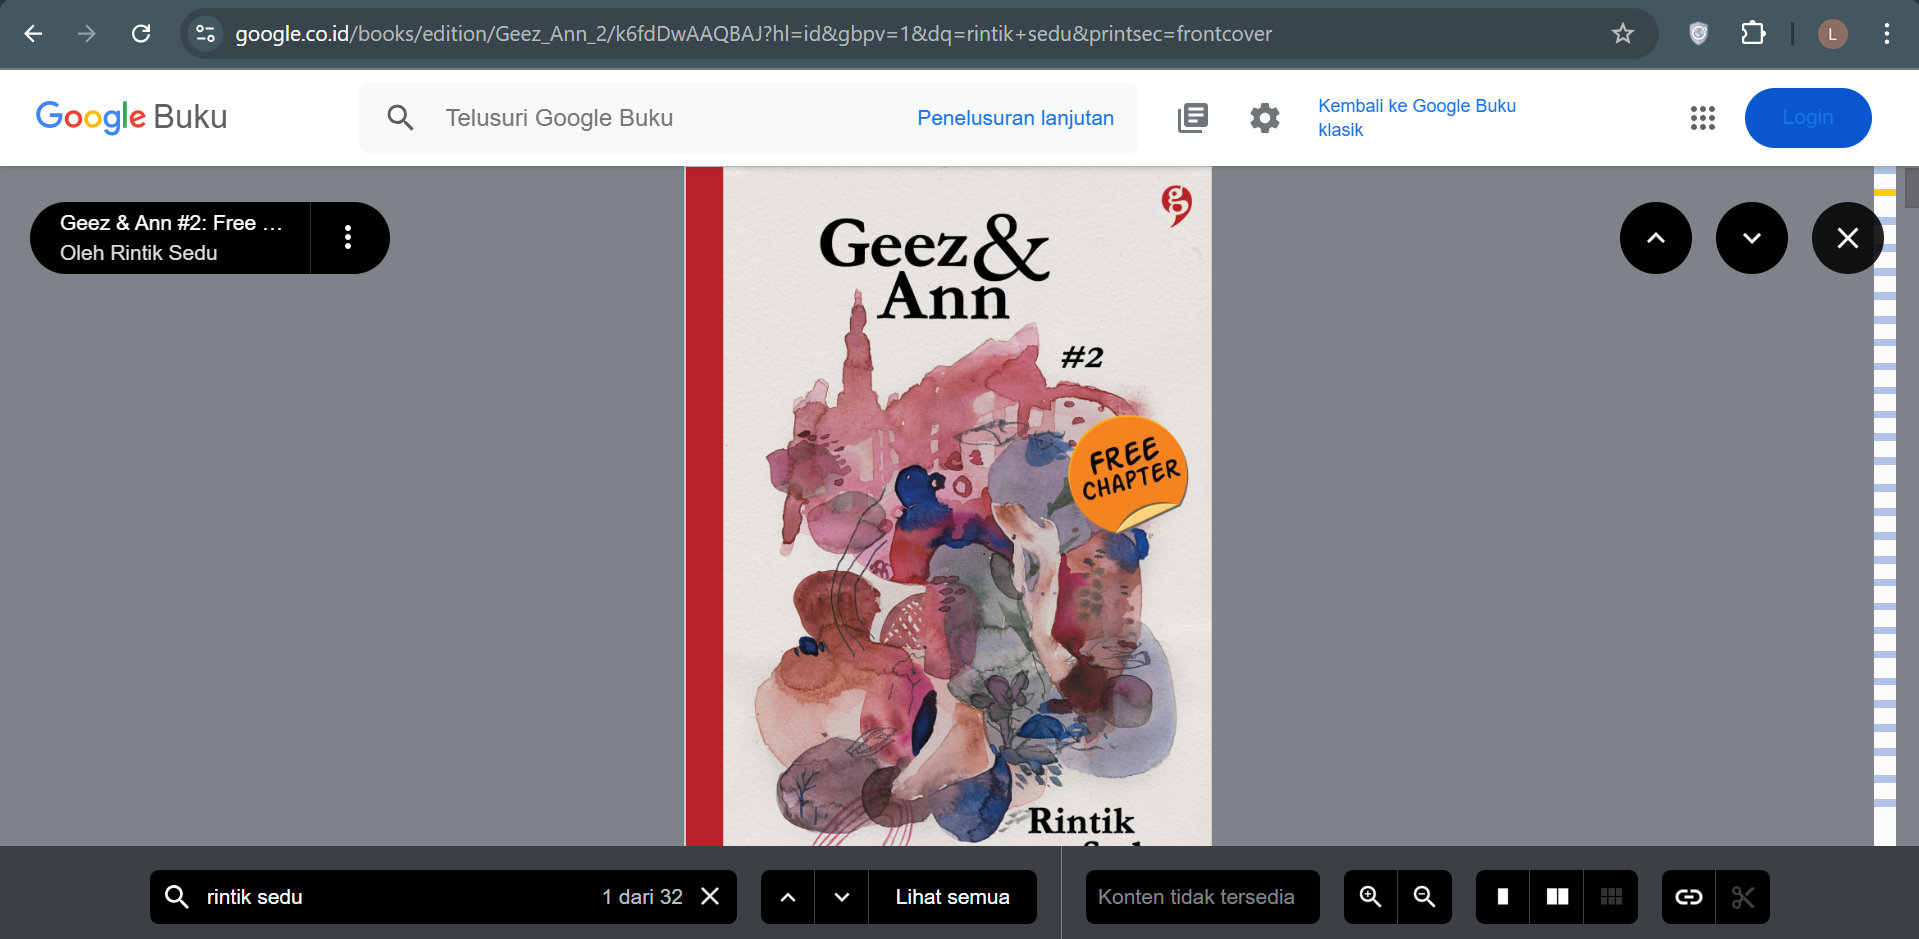 google.co.id/books/edition/Geez_Ann_2/k6fdDwAAQBAJ?hl=id&gbpv=1&dq=rintik+sedu&printsec=frontcover
L
Google Buku
Telusuri Google Buku
Penelusuran lanjutan
Kembali ke Google Buku
klasik
Login
Geez & Ann #2: Free ...
Oleh Rintik Sedu
Geez &
Ann
#2
FREE
CHAPTER
Rintik
rintik sedu
1 dari 32
Lihat semua
Konten tidak tersedia